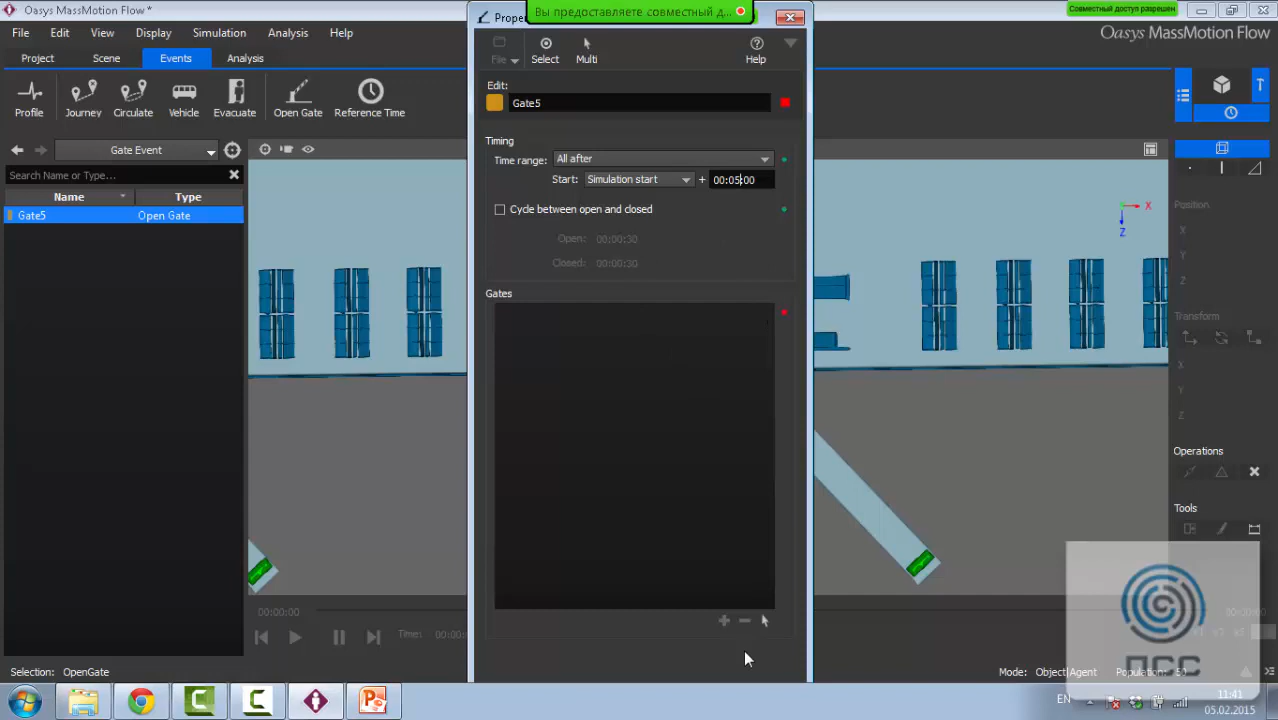 Oasys MassMotion Flow *
Proper
Вы предоставляете совместный д...
Совместный доступ разрешен
File Edit View Display Simulation Analysis Help
Oasys MassMotion Flow
Project Scene Events Analysis
File Select Multi Help
Profile Journey Circulate Vehicle Evacuate Open Gate Reference Time
Edit:
Gate5
Gate Event
Search Name or Type...
Name Type
Gate5 Open Gate
Timing
Time range: All after
Start: Simulation start + 00:05:00
Cycle between open and closed
Open: 00:00:30
Closed: 00:00:30
Gates
X
Z
Position
X
Y
Z
Transform
X
Y
Z
Operations
Tools
00:00:00
Time: 00:00:0
Selection: OpenGate
Mode: Object|Agent Population:
ПСС
EN
11:41
05.02.2015